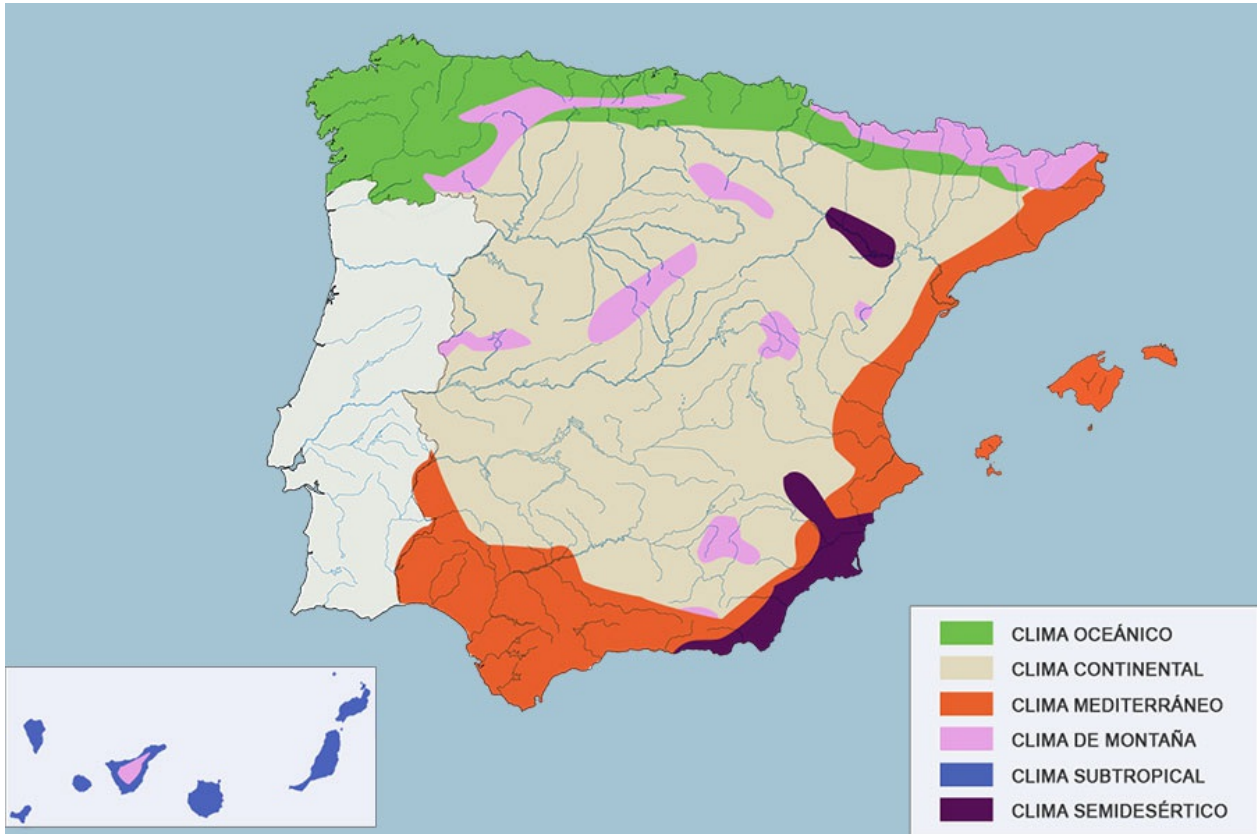 CLIMA OCEÁNICO
CLIMA CONTINENTAL
CLIMA MEDITERRÁNEO
CLIMA DE MONTAÑA
CLIMA SUBTROPICAL
CLIMA SEMIDESÉRTICO